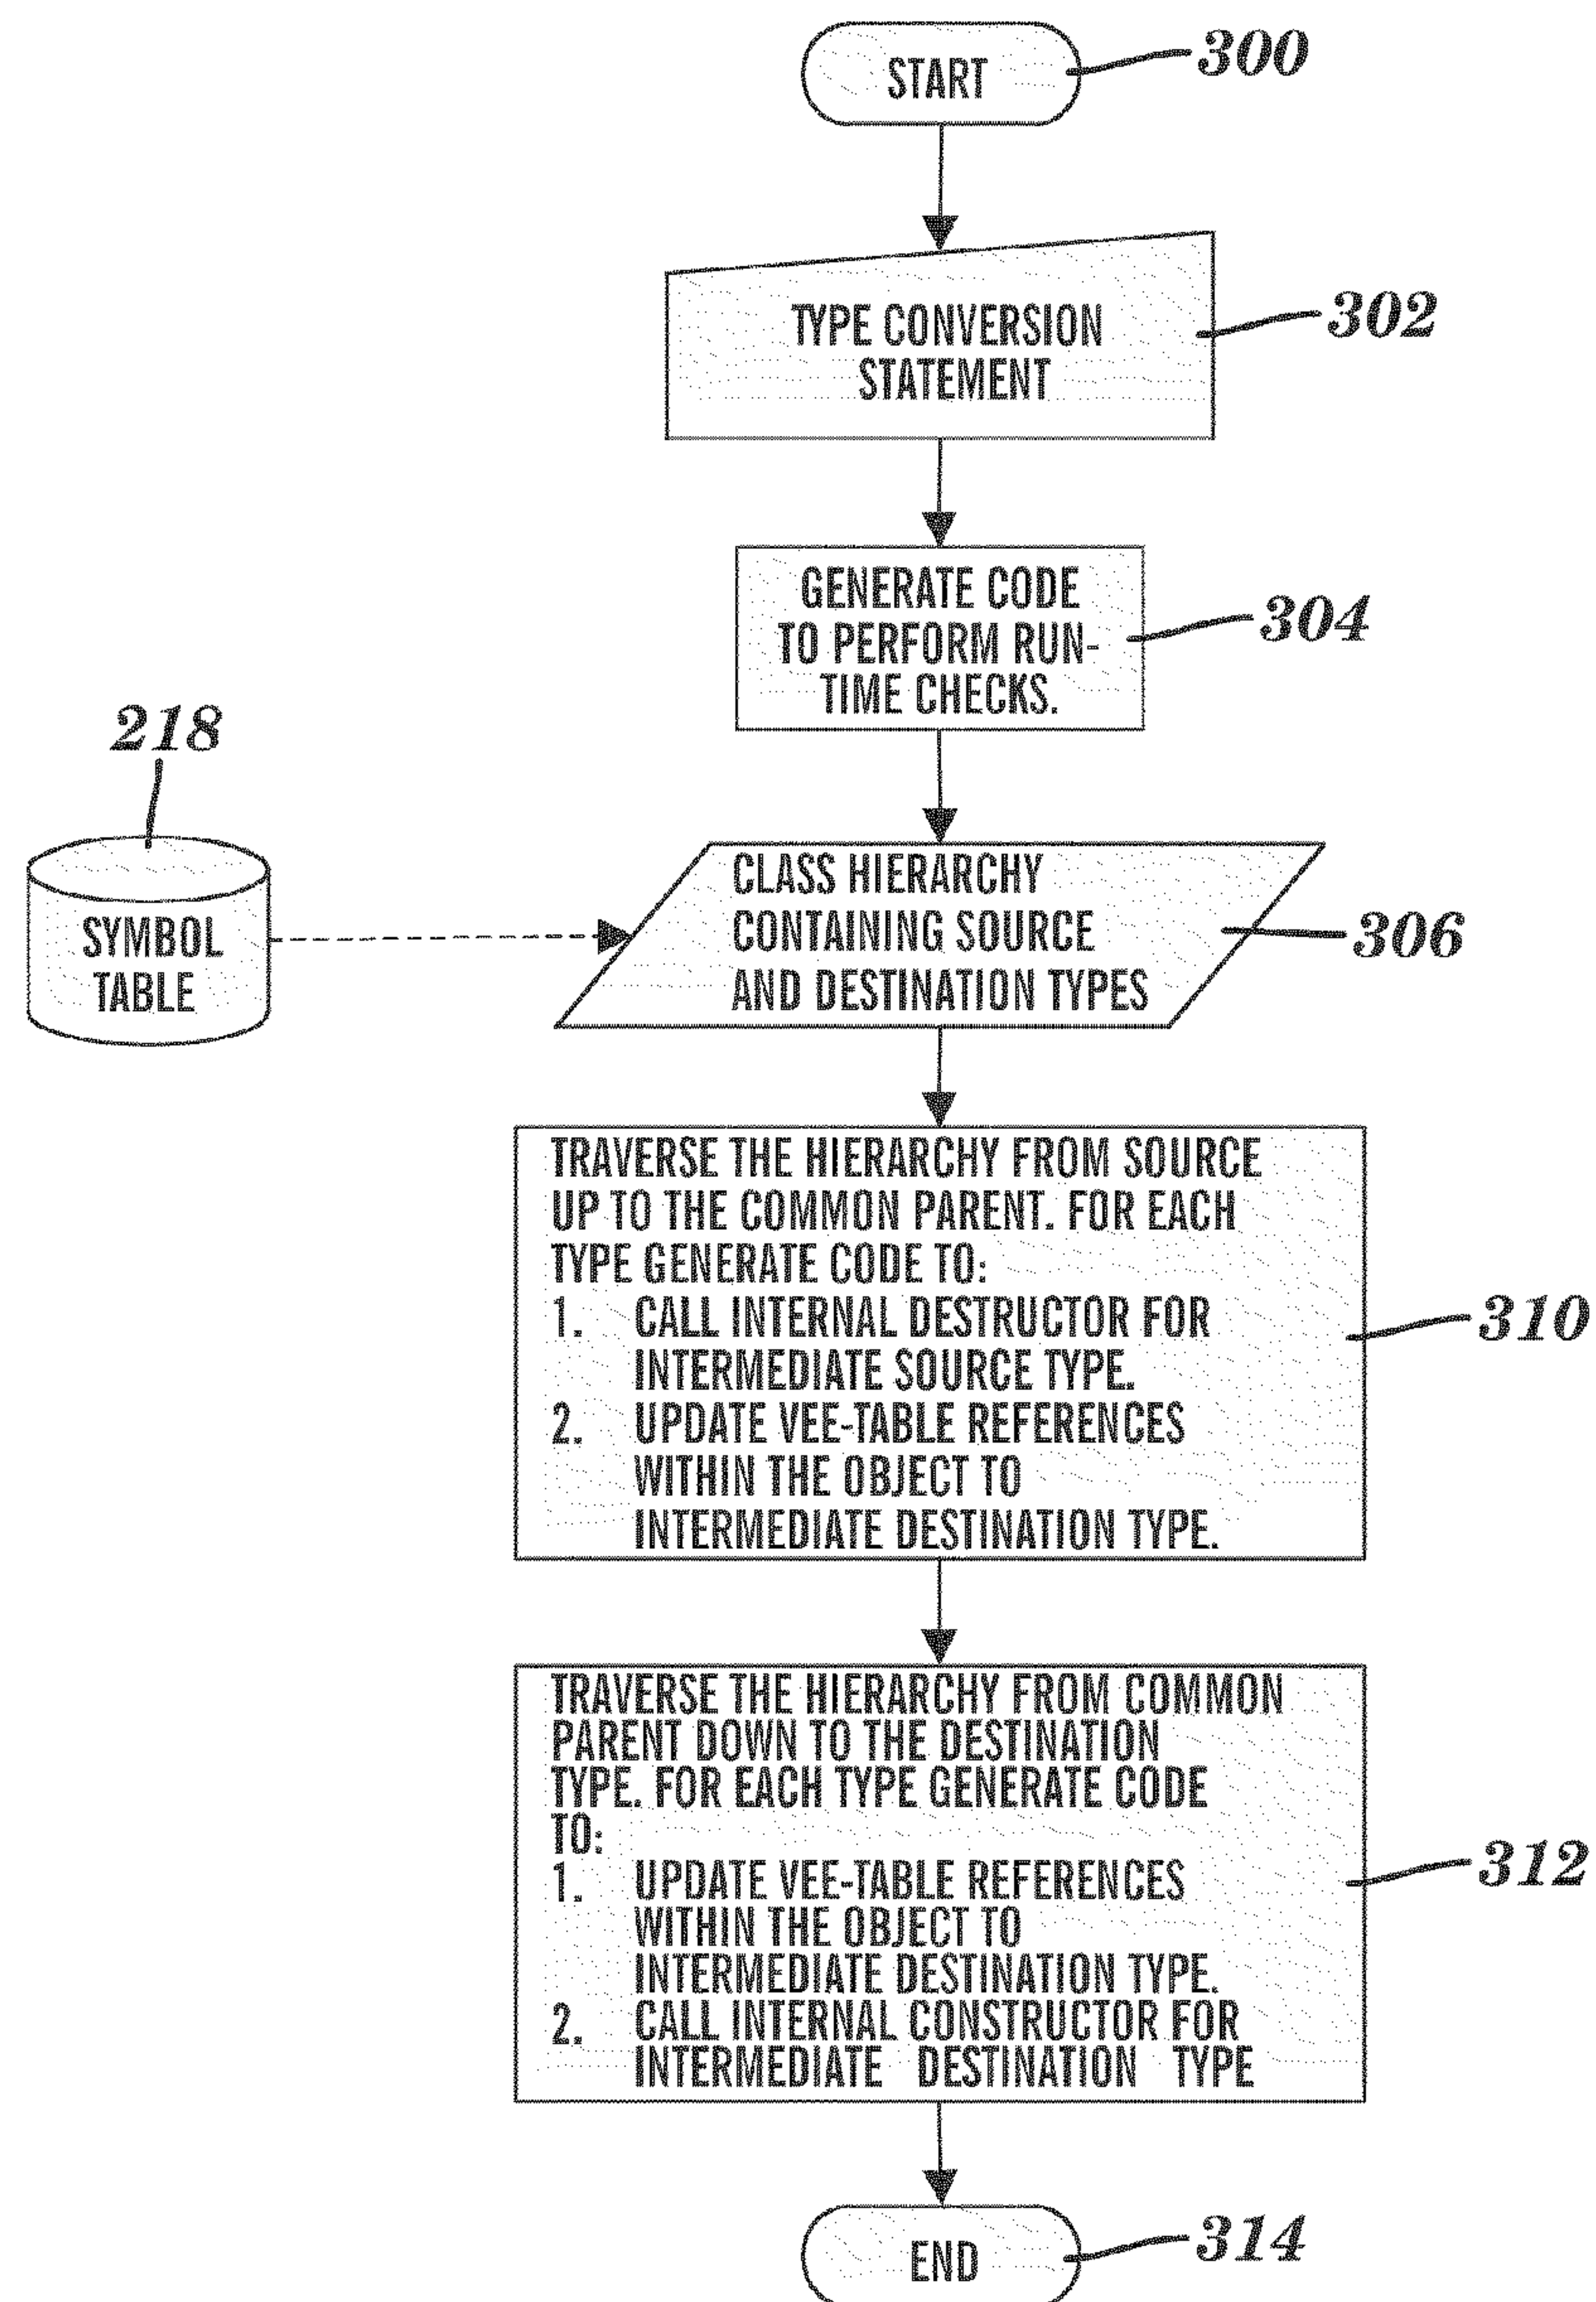 START
300
TYPE CONVERSION
STATEMENT
302
GENERATE CODE
TO PERFORM RUN-
TIME CHECKS.
304
218
SYMBOL
TABLE
CLASS HIERARCHY
CONTAINING SOURCE
AND DESTINATION TYPES
306
TRAVERSE THE HIERARCHY FROM SOURCE
UP TO THE COMMON PARENT. FOR EACH
TYPE GENERATE CODE TO:
1. CALL INTERNAL DESTRUCTOR FOR
INTERMEDIATE SOURCE TYPE.
2. UPDATE VEE-TABLE REFERENCES
WITHIN THE OBJECT TO
INTERMEDIATE DESTINATION TYPE.
310
TRAVERSE THE HIERARCHY FROM COMMON
PARENT DOWN TO THE DESTINATION
TYPE. FOR EACH TYPE GENERATE CODE
TO:
1. UPDATE VEE-TABLE REFERENCES
WITHIN THE OBJECT TO
INTERMEDIATE DESTINATION TYPE.
2. CALL INTERNAL CONSTRUCTOR FOR
INTERMEDIATE DESTINATION TYPE
312
END
314